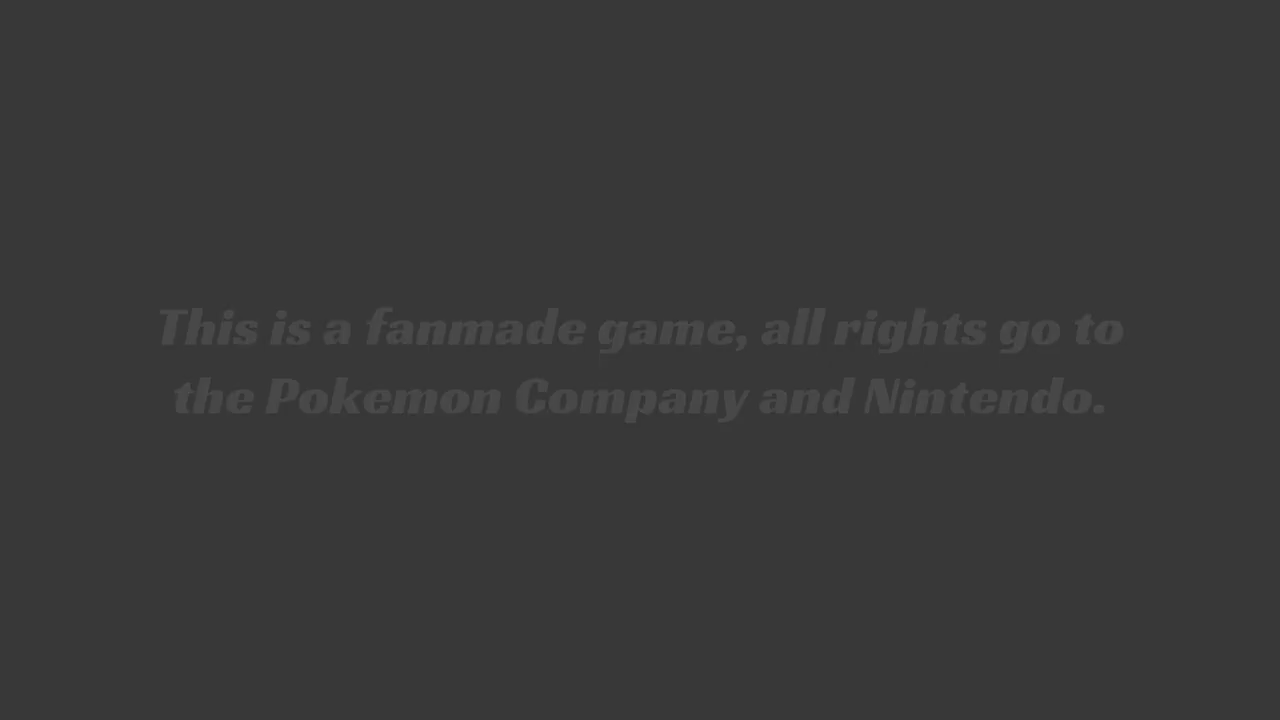 This is a fanmade game, all rights go to
the Pokemon Company and Nintendo.